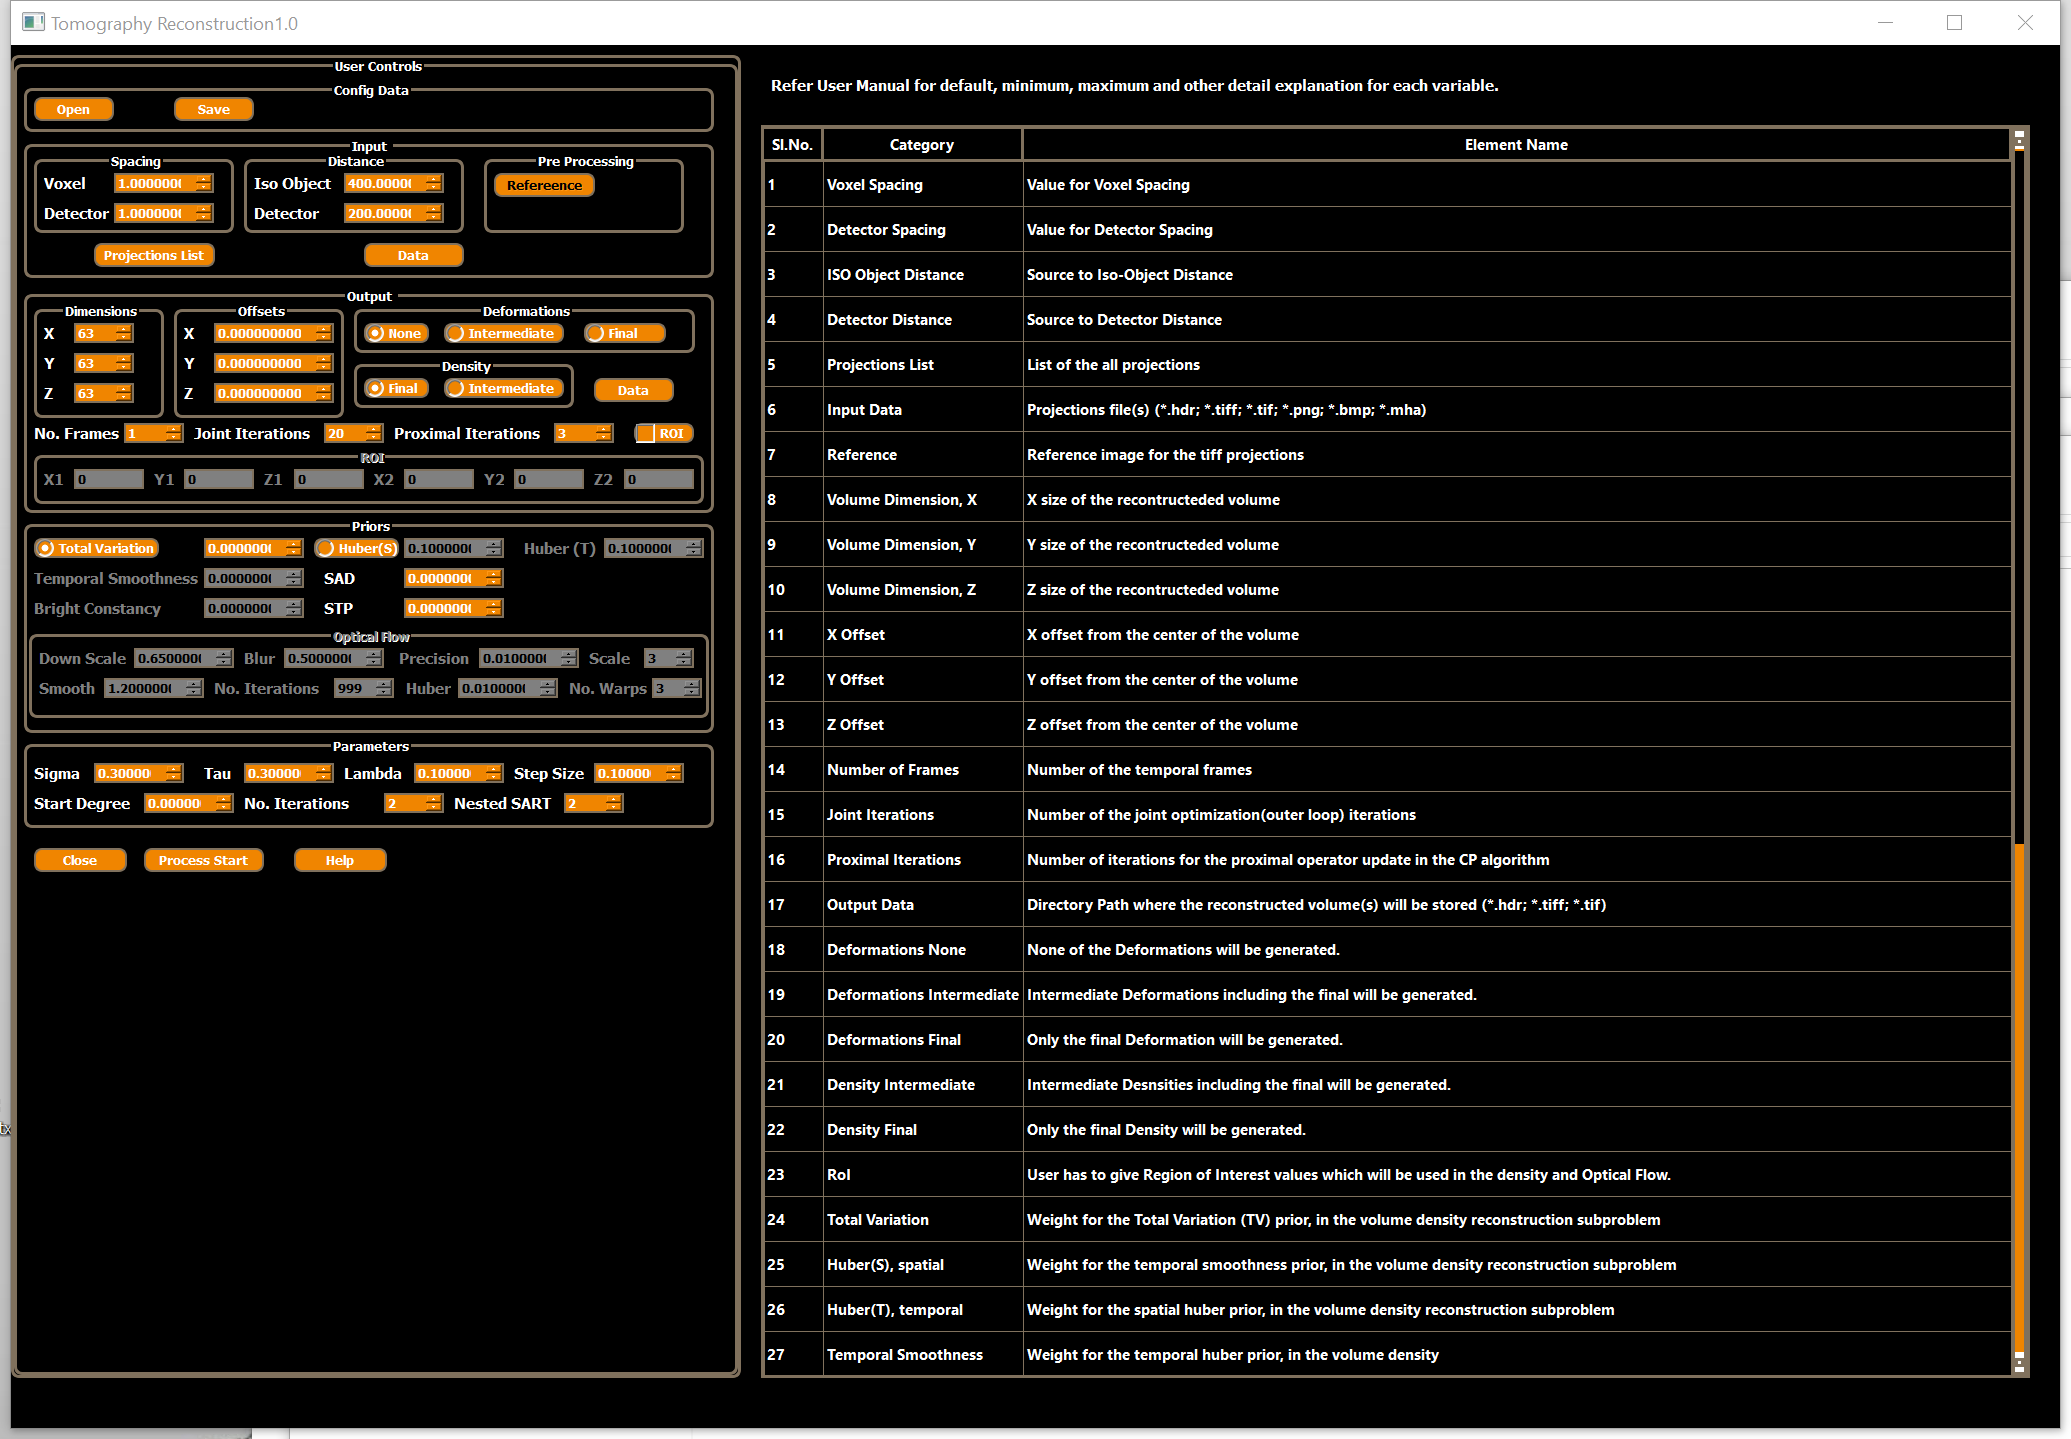 Tomography Reconstruction1.0
User Controls
Config Data
Open Save
Input
Spacing Distance Pre Processing
Voxel 1.0000000 Iso Object 400.00000 Refereence
Detector 1.0000000 Detector 200.00000
Projections List Data
Output
Dimensions Offsets Deformations
X 63 X 0.000000000 None Intermediate Final
Y 63 Y 0.000000000
Density
Z 63 Z 0.000000000 Final Intermediate Data
No. Frames 1 Joint Iterations 20 Proximal Iterations 3 ROI
ROI
X1 0 Y1 0 Z1 0 X2 0 Y2 0 Z2 0
Priors
Total Variation 0.0000000 Huber(S) 0.1000000 Huber (T) 0.1000000
Temporal Smoothness 0.0000000 SAD 0.0000000
Bright Constancy 0.0000000 STP 0.0000000
Optical Flow
Down Scale 0.6500000 Blur 0.5000000 Precision 0.0100000 Scale 3
Smooth 1.2000000 No. Iterations 999 Huber 0.0100000 No. Warps 3
Parameters
Sigma 0.30000 Tau 0.30000 Lambda 0.10000 Step Size 0.10000
Start Degree 0.00000 No. Iterations 2 Nested SART 2
Close Process Start Help
Refer User Manual for default, minimum, maximum and other detail explanation for each variable.
Sl.No. Category Element Name
1 Voxel Spacing Value for Voxel Spacing
2 Detector Spacing Value for Detector Spacing
3 ISO Object Distance Source to Iso-Object Distance
4 Detector Distance Source to Detector Distance
5 Projections List List of the all projections
6 Input Data Projections file(s) (*.hdr; *.tiff; *.tif; *.png; *.bmp; *.mha)
7 Reference Reference image for the tiff projections
8 Volume Dimension, X X size of the recontructeded volume
9 Volume Dimension, Y Y size of the recontructeded volume
10 Volume Dimension, Z Z size of the recontructeded volume
11 X Offset X offset from the center of the volume
12 Y Offset Y offset from the center of the volume
13 Z Offset Z offset from the center of the volume
14 Number of Frames Number of the temporal frames
15 Joint Iterations Number of the joint optimization(outer loop) iterations
16 Proximal Iterations Number of iterations for the proximal operator update in the CP algorithm
17 Output Data Directory Path where the reconstructed volume(s) will be stored (*.hdr; *.tiff; *.tif)
18 Deformations None None of the Deformations will be generated.
19 Deformations Intermediate Intermediate Deformations including the final will be generated.
20 Deformations Final Only the final Deformation will be generated.
21 Density Intermediate Intermediate Desnsities including the final will be generated.
22 Density Final Only the final Density will be generated.
23 RoI User has to give Region of Interest values which will be used in the density and Optical Flow.
24 Total Variation Weight for the Total Variation (TV) prior, in the volume density reconstruction subproblem
25 Huber(S), spatial Weight for the temporal smoothness prior, in the volume density reconstruction subproblem
26 Huber(T), temporal Weight for the spatial huber prior, in the volume density reconstruction subproblem
27 Temporal Smoothness Weight for the temporal huber prior, in the volume density